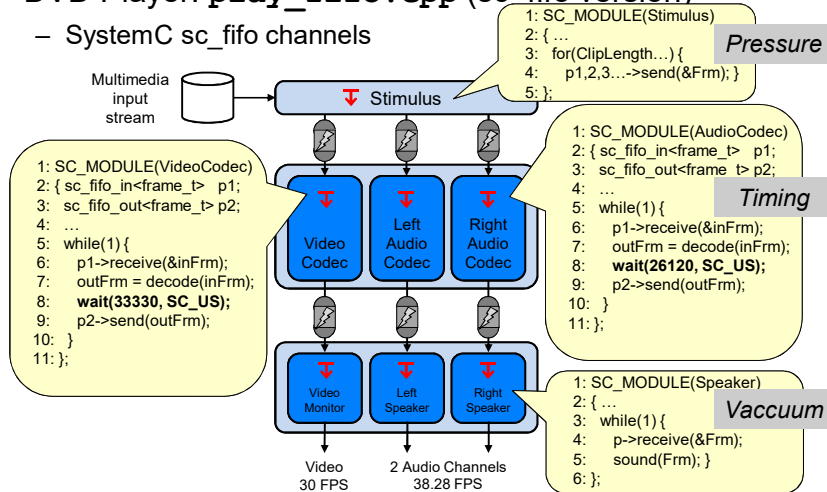 – SystemC sc_fifo channels
1: SC_MODULE(Stimulus)
2: { …
3: for(ClipLength…) {
4: p1,2,3…->send(&Frm); }
5: };
Pressure
Multimedia
input
stream
Stimulus
1: SC_MODULE(VideoCodec)
2: { sc_fifo_in<frame_t> p1;
3: sc_fifo_out<frame_t> p2;
4: …
5: while(1) {
6: p1->receive(&inFrm);
7: outFrm = decode(inFrm);
8: wait(33330, SC_US);
9: p2->send(outFrm);
10: }
11: };
Video
Codec
Left
Audio
Codec
Right
Audio
Codec
1: SC_MODULE(AudioCodec)
2: { sc_fifo_in<frame_t> p1;
3: sc_fifo_out<frame_t> p2;
4: …
5: while(1) {
6: p1->receive(&inFrm);
7: outFrm = decode(inFrm);
8: wait(26120, SC_US);
9: p2->send(outFrm);
10: }
11: };
Timing
Video
Monitor
Left
Speaker
Right
Speaker
1: SC_MODULE(Speaker)
2: { …
3: while(1) {
4: p->receive(&Frm);
5: sound(Frm); }
6: };
Vaccuum
Video
30 FPS
2 Audio Channels
38.28 FPS